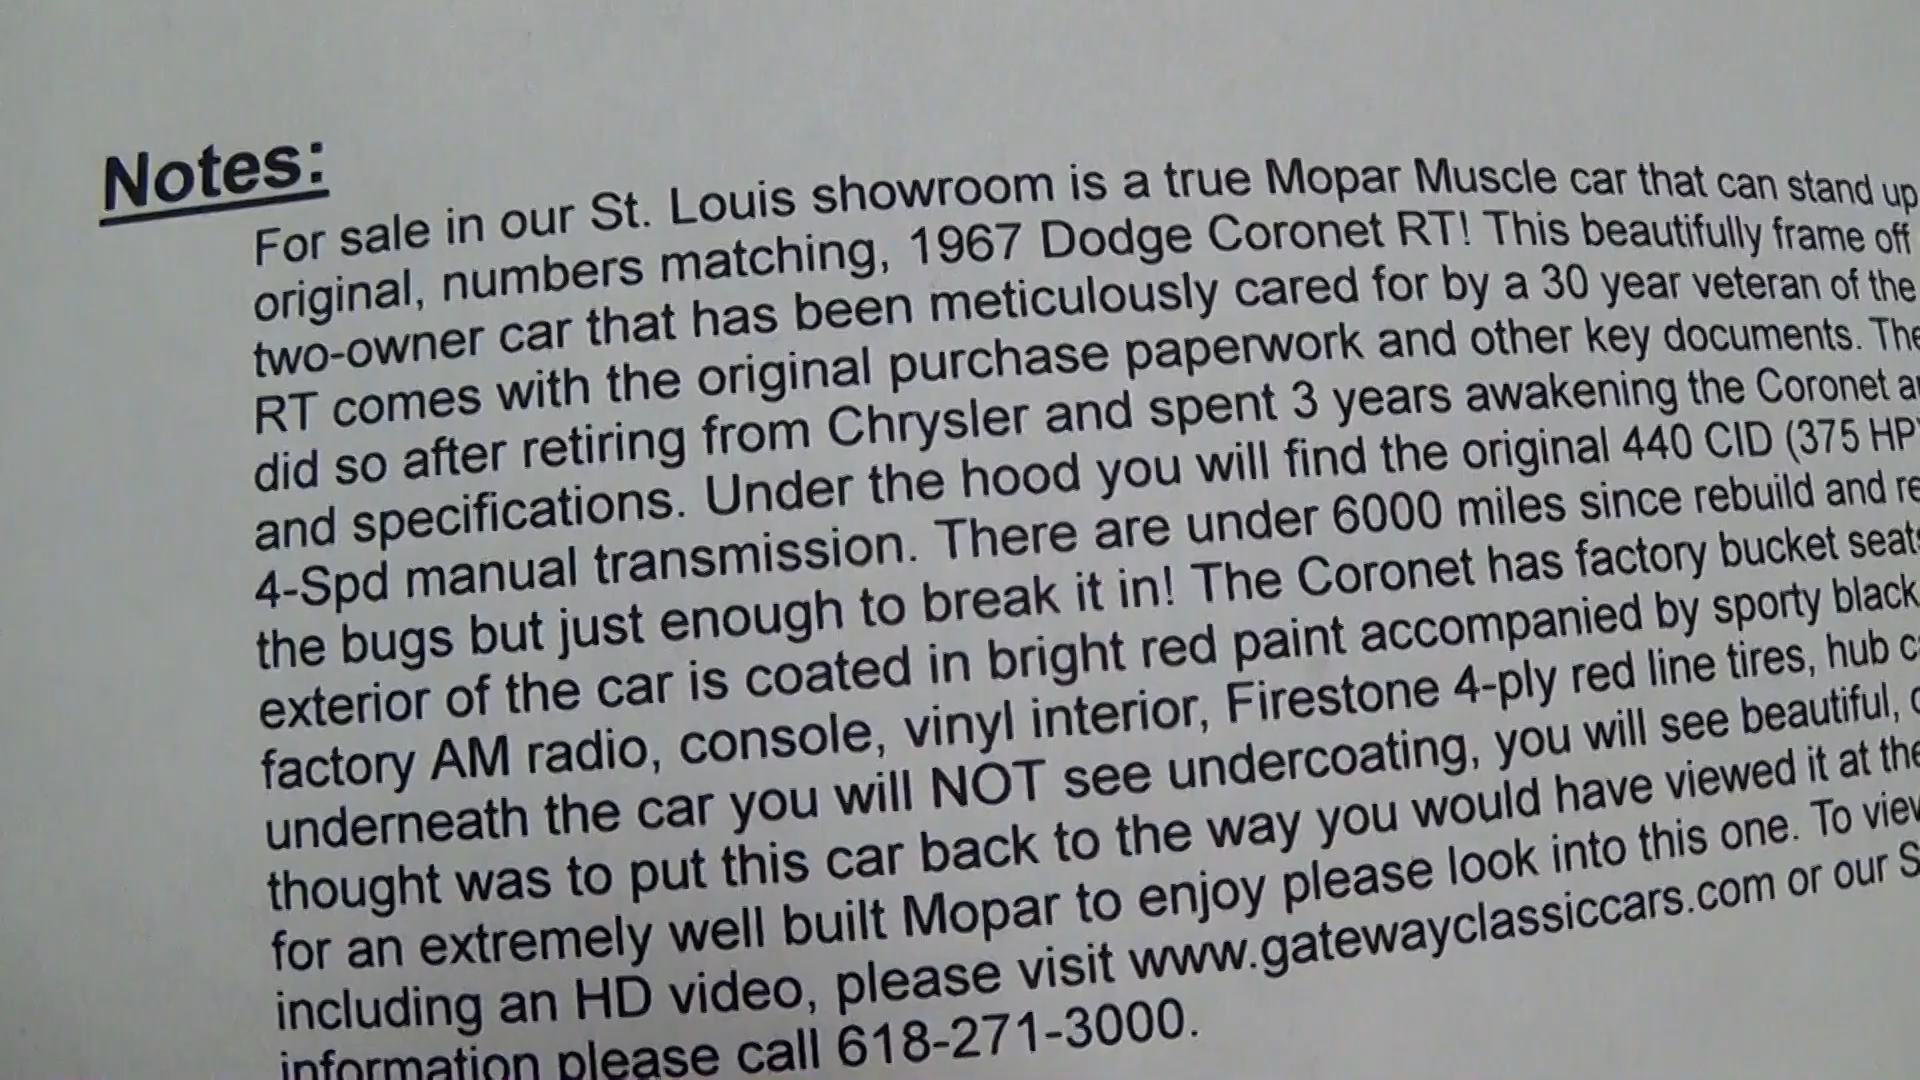 Notes:
For sale in our St. Louis showroom is a true Mopar Muscle car that can stand up
original, numbers matching, 1967 Dodge Coronet RT! This beautifully frame off
two-owner car that has been meticulously cared for by a 30 year veteran of the
RT comes with the original purchase paperwork and other key documents. The
did so after retiring from Chrysler and spent 3 years awakening the Coronet
and specifications. Under the hood you will find the original 440 CID (375 HP)
4-Spd manual transmission. There are under 6000 miles since rebuild and
the bugs but just enough to break it in! The Coronet has factory bucket seats
exterior of the car is coated in bright red paint accompanied by sporty black
factory AM radio, console, vinyl interior, Firestone 4-ply red line tires, hub
underneath the car you will NOT see undercoating, you will see beautiful,
thought was to put this car back to the way you would have viewed it at the
for an extremely well built Mopar to enjoy please look into this one. To view
including an HD video, please visit www.gatewayclassiccars.com or our
information please call 618-271-3000.